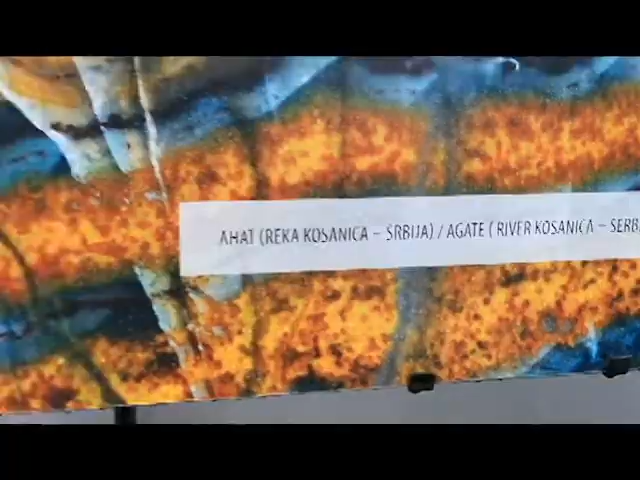 AHAT (REKA KOSANICA – SRBIJA) / AGATE ( RIVER KOSANICA – SERB